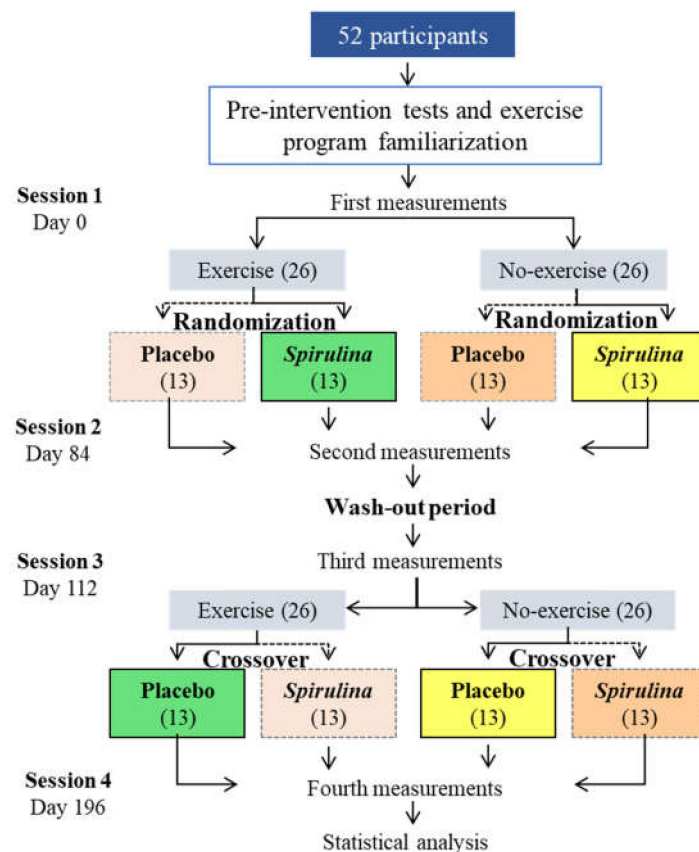 52 participants
Pre-intervention tests and exercise
program familiarization
Session 1
Day 0
First measurements
Exercise (26)
No-exercise (26)
Randomization
Randomization
Placebo
(13)
Spirulina
(13)
Placebo
(13)
Spirulina
(13)
Session 2
Day 84
Second measurements
Wash-out period
Session 3
Day 112
Third measurements
Exercise (26)
No-exercise (26)
Crossover
Crossover
Placebo
(13)
Spirulina
(13)
Placebo
(13)
Spirulina
(13)
Session 4
Day 196
Fourth measurements
Statistical analysis